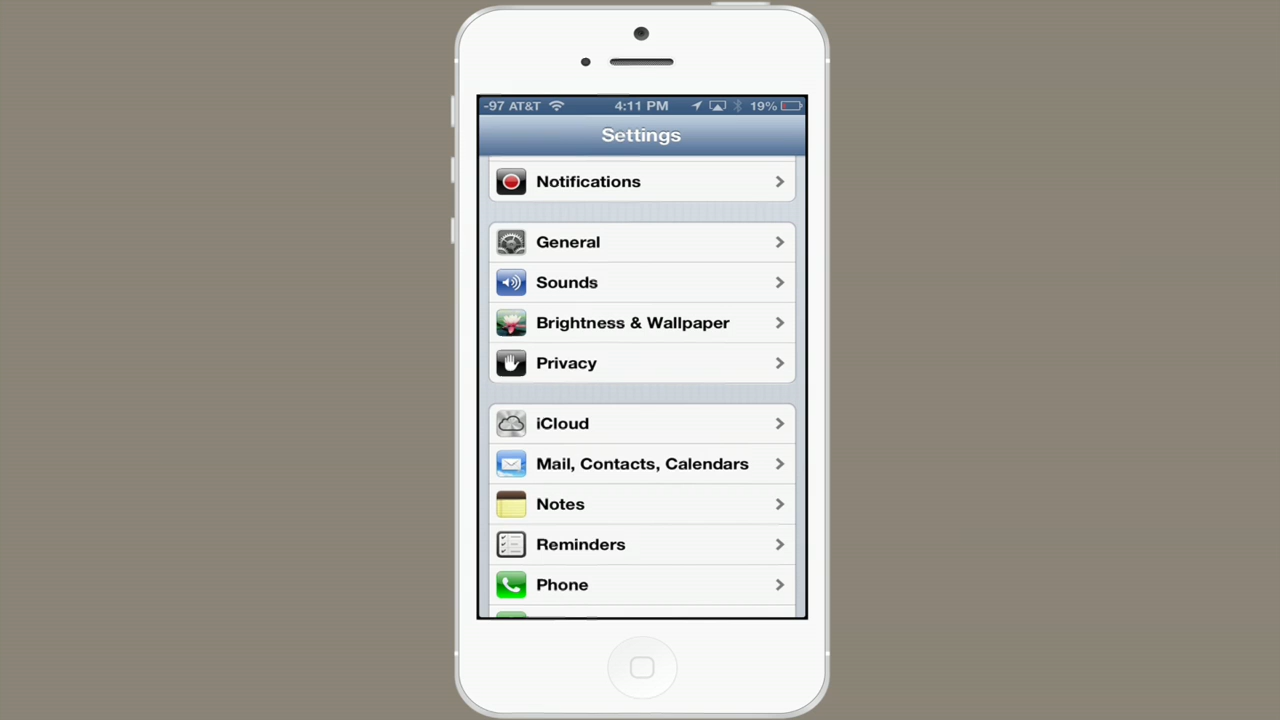 -97 AT&T 4:11 PM 19%
Settings
Notifications
General
Sounds
Brightness & Wallpaper
Privacy
iCloud
Mail, Contacts, Calendars
Notes
Reminders
Phone